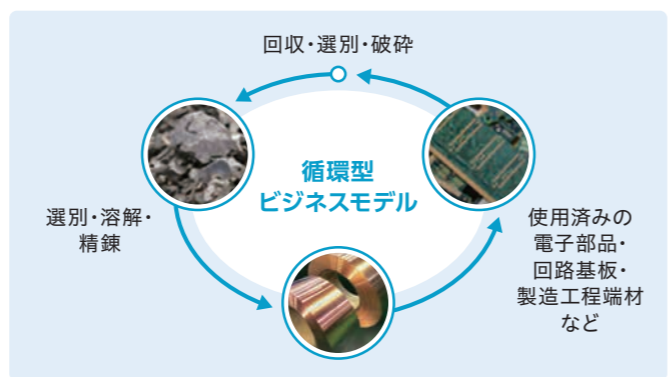 回収・選別・破砕
循環型
ビジネスモデル
選別・溶解・
精錬
使用済みの
電子部品・
回路基板・
製造工程端材
など